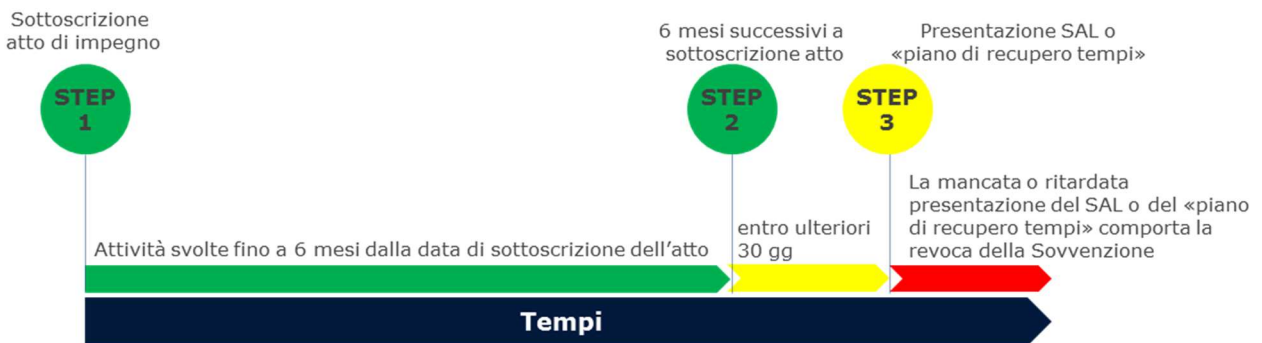 Sottoscrizione
atto di impegno
6 mesi successivi a
sottoscrizione atto
Presentazione SAL o
«piano di recupero tempi»
STEP
1
STEP
2
STEP
3
La mancata o ritardata
presentazione del SAL o del «piano
di recupero tempi» comporta la
revoca della Sovvenzione
entro ulteriori
30 gg
Attività svolte fino a 6 mesi dalla data di sottoscrizione dell'atto
Tempi